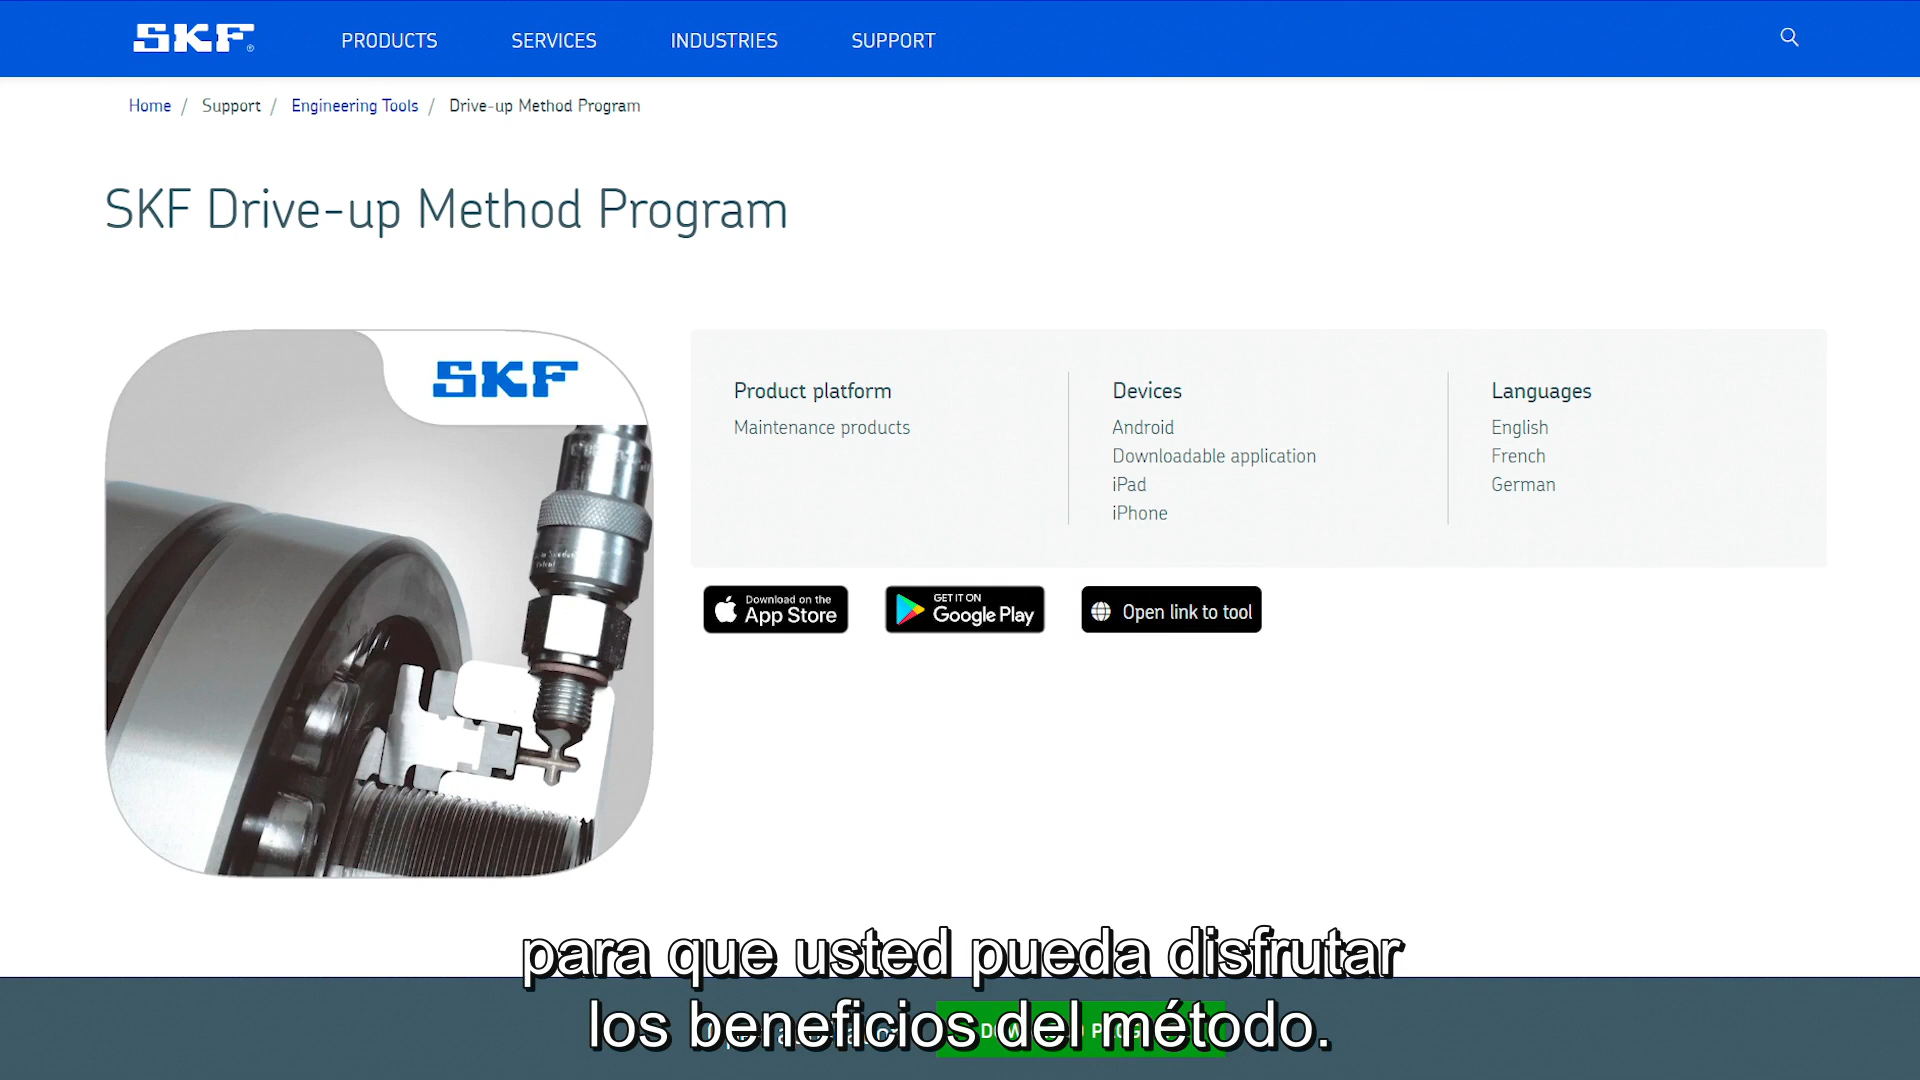 SKF
PRODUCTS
SERVICES
INDUSTRIES
SUPPORT
Home / Support / Engineering Tools / Drive-up Method Program
SKF Drive-up Method Program
SKF
Product platform
Maintenance products
Devices
Android
Downloadable application
iPad
iPhone
Languages
English
French
German
Download on the
App Store
GET IT ON
Google Play
Open link to tool
para que usted pueda disfrutar
los beneficios del método.